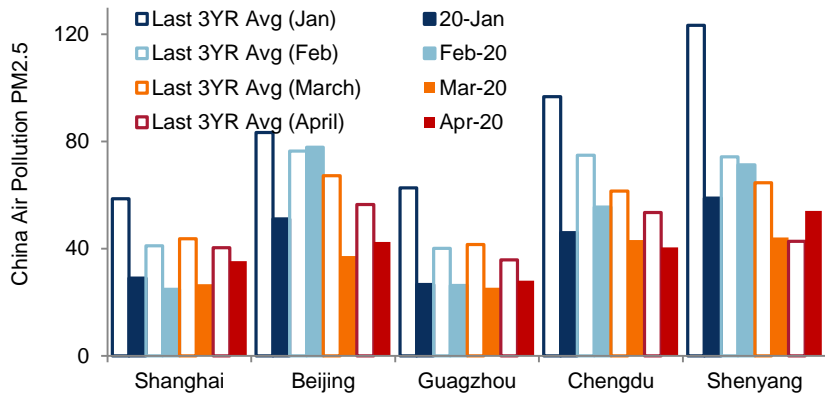 China Air Pollution PM2.5
120
80
40
0
Last 3YR Avg (Jan)
20-Jan
Last 3YR Avg (Feb)
Feb-20
Last 3YR Avg (March)
Mar-20
Last 3YR Avg (April)
Apr-20
Shanghai
Beijing
Guagzhou
Chengdu
Shenyang